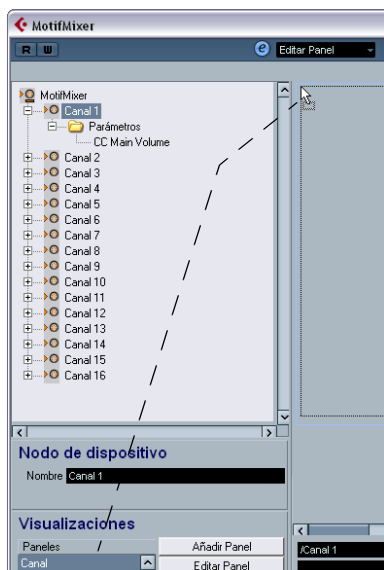 MotifMixer
R W
e Editar Panel
MotifMixer
Canal 1
Parámetros
CC Main Volume
Canal 2
Canal 3
Canal 4
Canal 5
Canal 6
Canal 7
Canal 8
Canal 9
Canal 10
Canal 11
Canal 12
Canal 13
Canal 14
Canal 15
Canal 16
Nodo de dispositivo
Nombre Canal 1
Visualizaciones
Paneles Añadir Panel /Canal 1
Canal Editar Panel